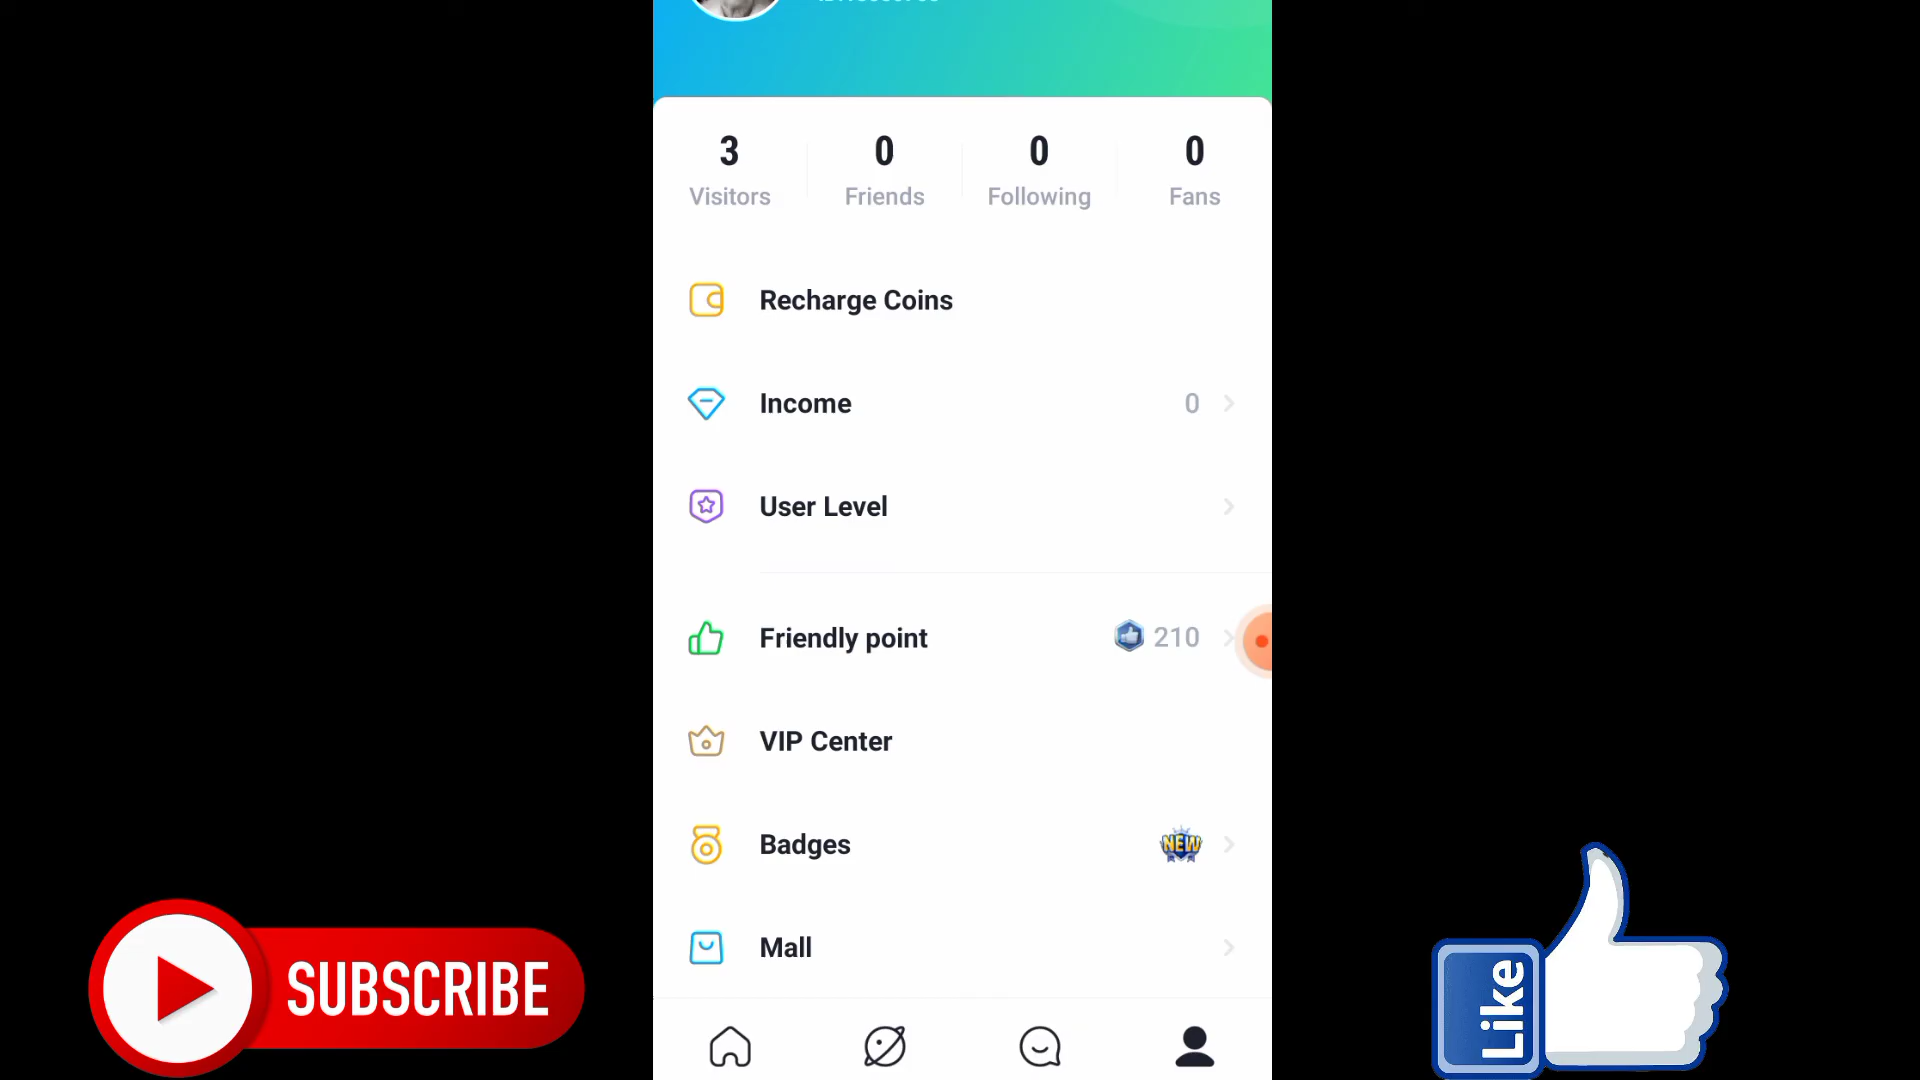 3 0 0 0
Visitors Friends Following Fans
Recharge Coins
Income 0
User Level
Friendly point 210
VIP Center
Badges NEW
Mall
SUBSCRIBE
Like